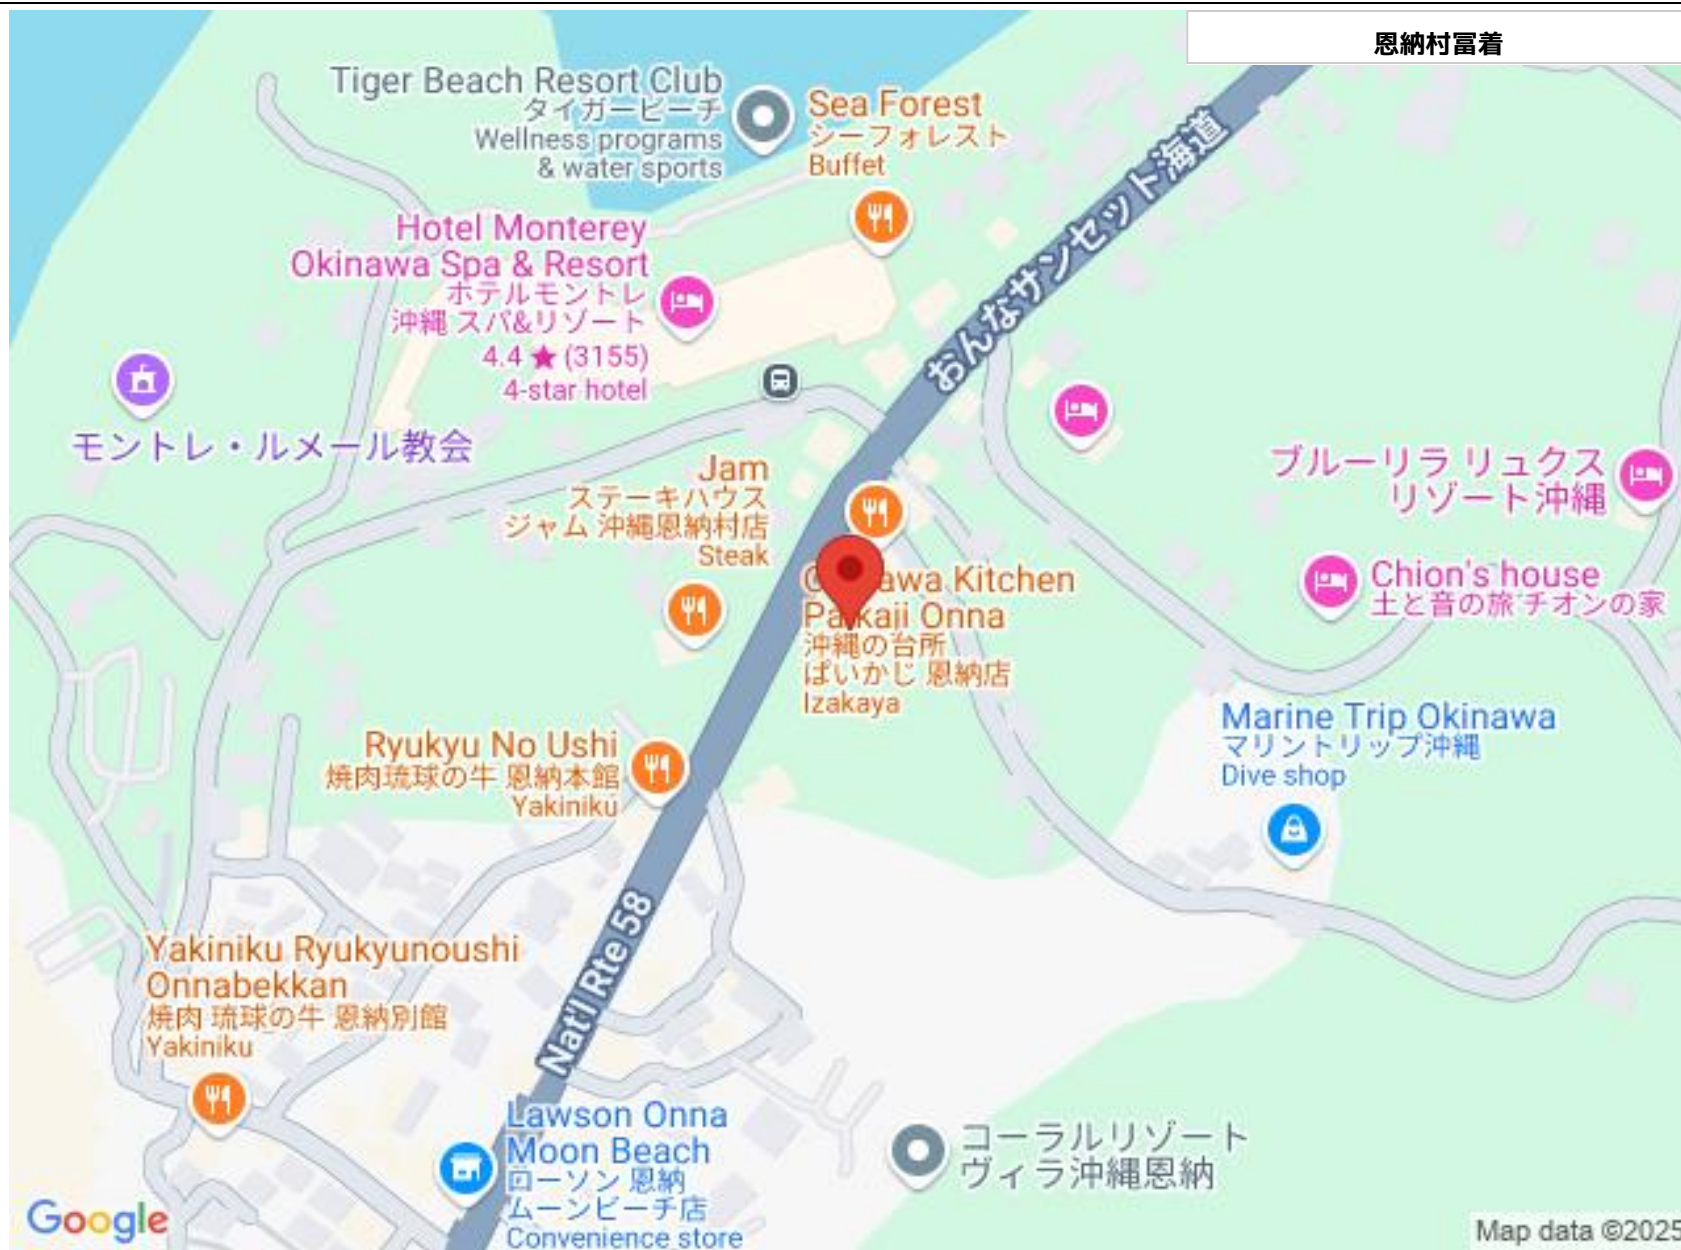 恩納村冨着
Tiger Beach Resort Club
タイガービーチ
Wellness programs
& water sports
Sea Forest
シーフォレスト
Buffet
おんなサンセット海道
Hotel Monterey
Okinawa Spa & Resort
ホテルモントレ
沖縄 スパ&リゾート
4.4 ★ (3155)
4-star hotel
モントレ・ルメール教会
Jam
ステーキハウス
ジャム 沖縄恩納村店
Steak
ブルーリラ リュクス
リゾート沖縄
Chion's house
土と音の旅 チオンの家
Kitchen
Onna
沖縄の台所
ぱいかじ 恩納店
Izakaya
Marine Trip Okinawa
マリントリップ沖縄
Dive shop
Ryukyu No Ushi
焼肉琉球の牛 恩納本館
Yakiniku
Nat'l Rte 58
Yakiniku Ryukyunoushi
Onnabekkan
焼肉 琉球の牛 恩納別館
Yakiniku
Lawson Onna
Moon Beach
ローソン 恩納
ムーンビーチ店
Convenience store
コーラルリゾート
ヴィラ沖縄恩納
Google
Map data ©2025